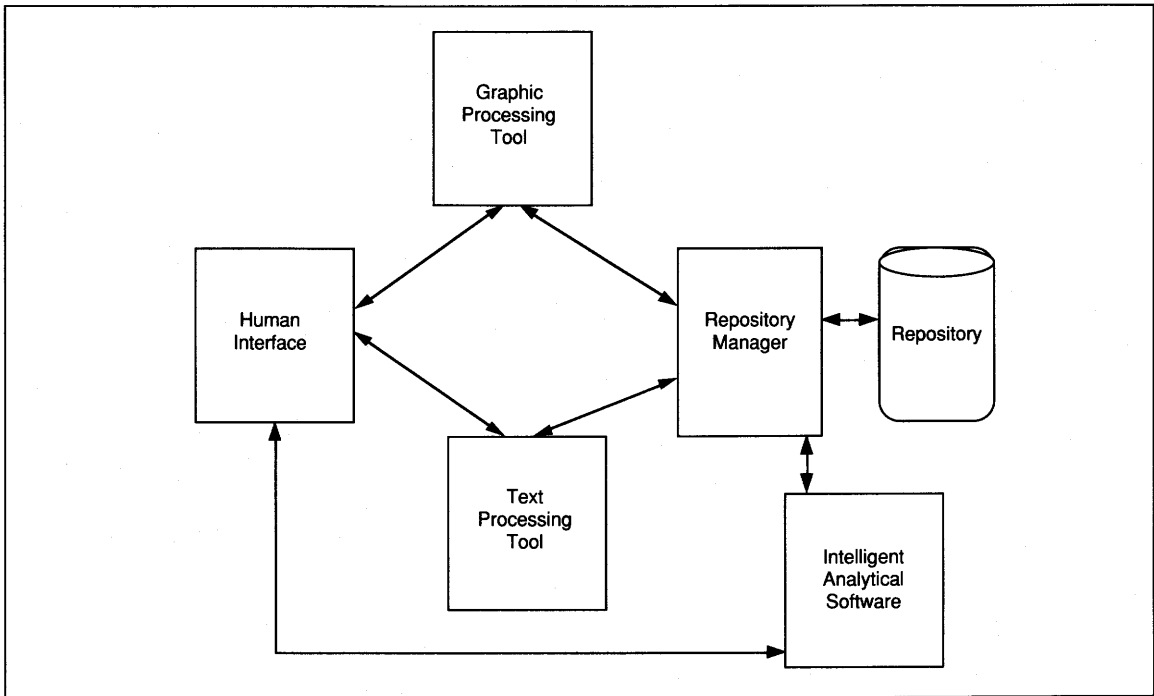 Graphic
Processing
Tool
Human
Interface
Repository
Manager
Repository
Text
Processing
Tool
Intelligent
Analytical
Software